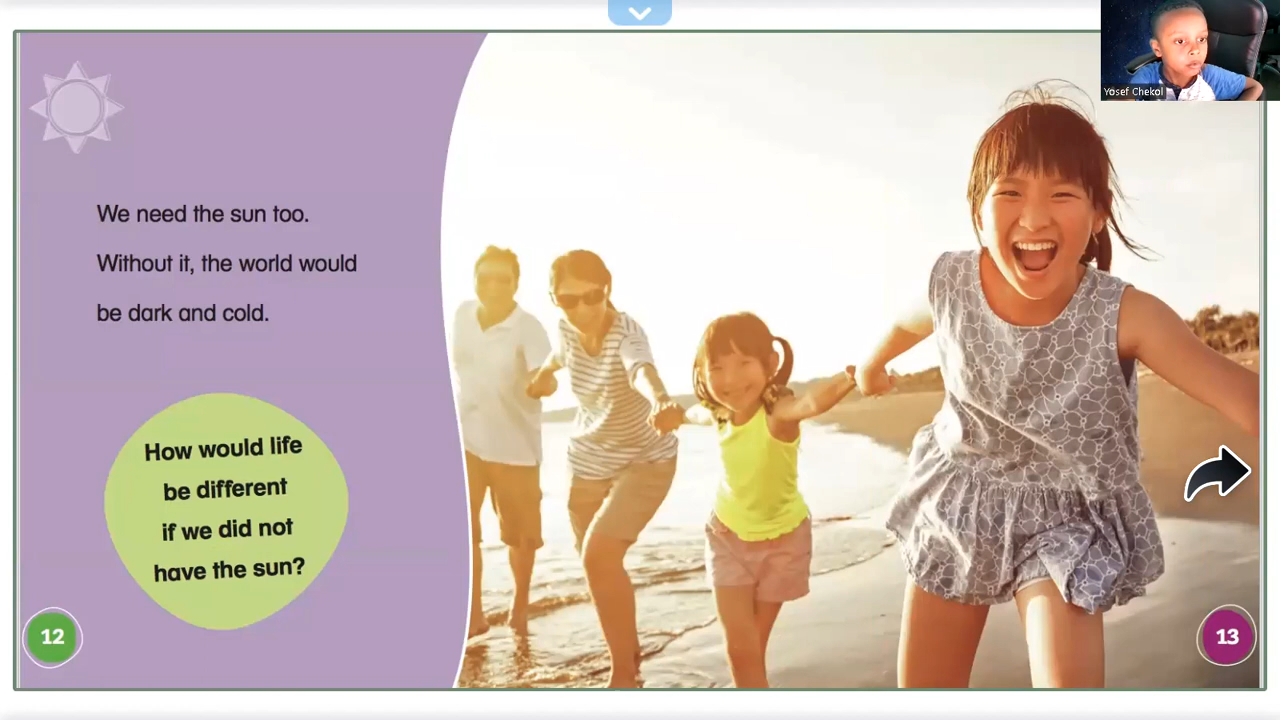 Yosef Chekol
We need the sun too.
Without it, the world would
be dark and cold.
How would life
be different
if we did not
have the sun?
12
13